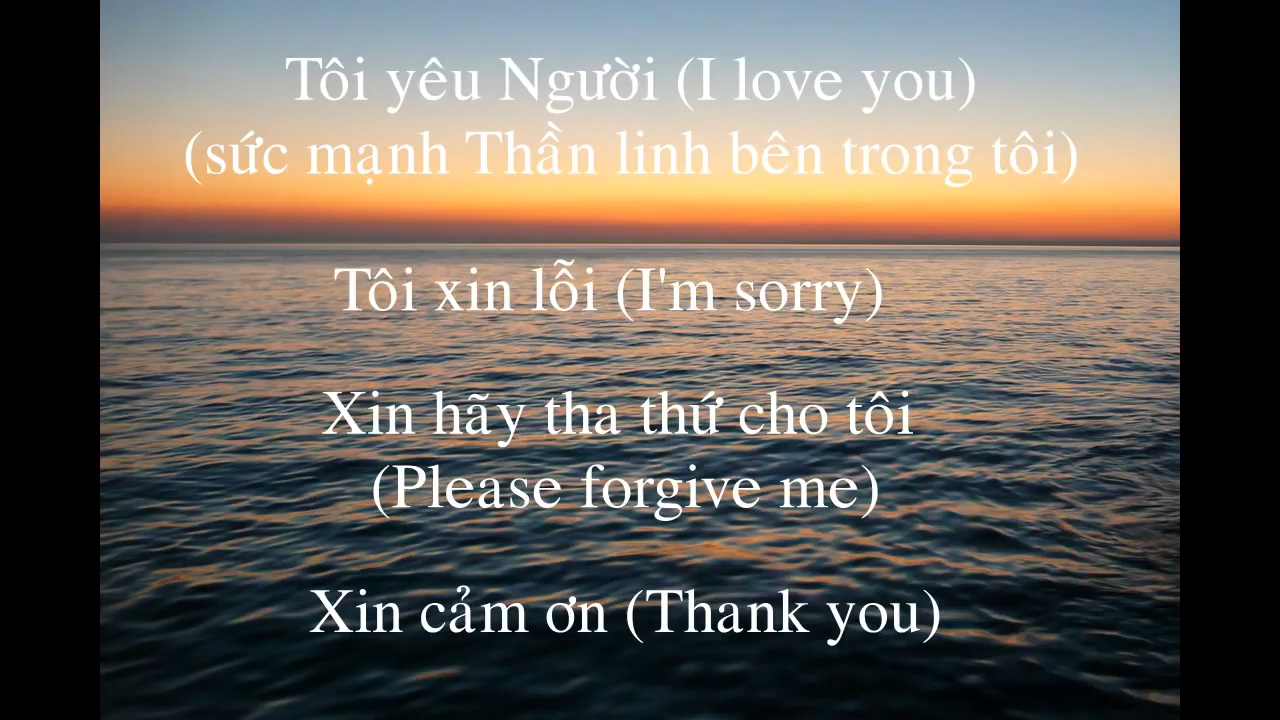 Tôi yêu Người (I love you)
(sức mạnh Thần linh bên trong tôi)
Tôi xin lỗi (I'm sorry)
Xin hãy tha thứ cho tôi
(Please forgive me)
Xin cảm ơn (Thank you)